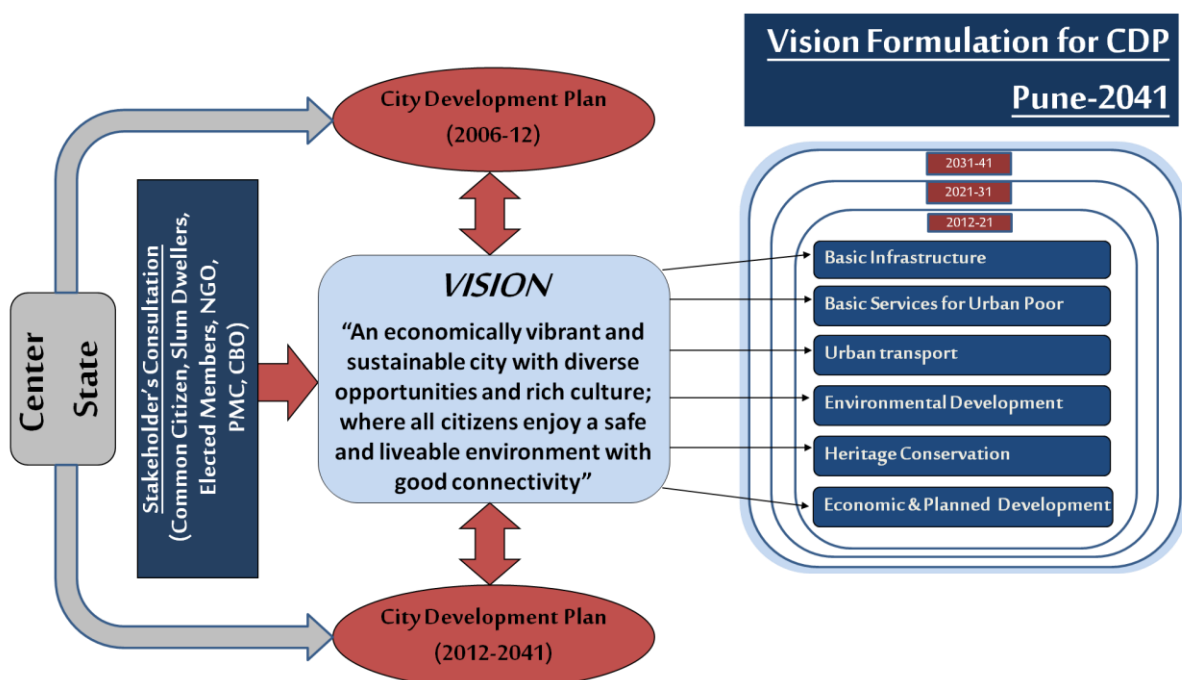 Vision Formulation for CDP
Pune-2041
City Development Plan
(2006-12)
Center
State
Stakeholder's Consultation
(Common Citizen, Slum Dwellers,
Elected Members, NGO,
PMC, CBO)
VISION
“An economically vibrant and
sustainable city with diverse
opportunities and rich culture;
where all citizens enjoy a safe
and liveable environment with
good connectivity”
City Development Plan
(2012-2041)
2031-41
2021-31
2012-21
Basic Infrastructure
Basic Services for Urban Poor
Urban transport
Environmental Development
Heritage Conservation
Economic & Planned Development